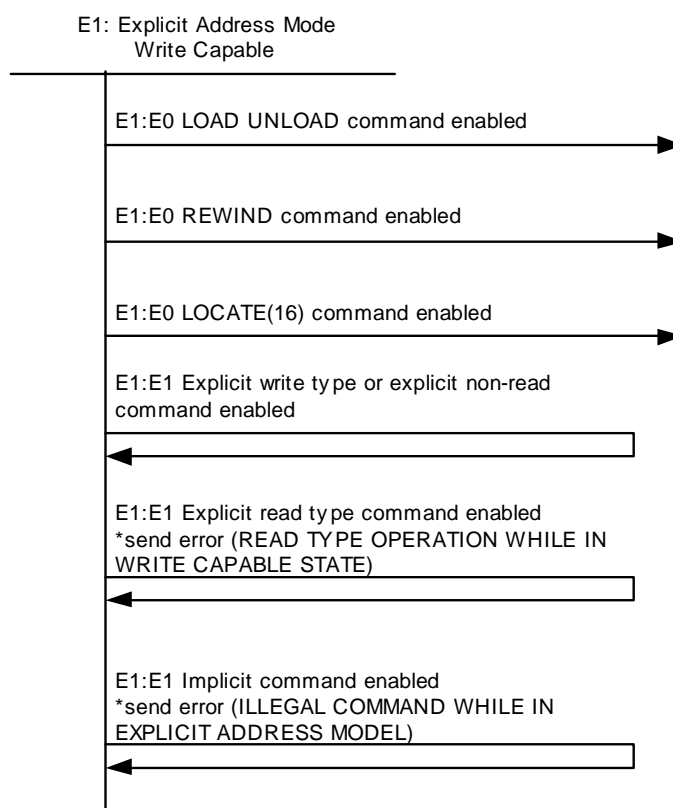 E1: Explicit Address Mode
Write Capable
E1:E0 LOAD UNLOAD command enabled
E1:E0 REWIND command enabled
E1:E0 LOCATE(16) command enabled
E1:E1 Explicit write type or explicit non-read
command enabled
E1:E1 Explicit read type command enabled
*send error (READ TYPE OPERATION WHILE IN
WRITE CAPABLE STATE)
E1:E1 Implicit command enabled
*send error (ILLEGAL COMMAND WHILE IN
EXPLICIT ADDRESS MODEL)